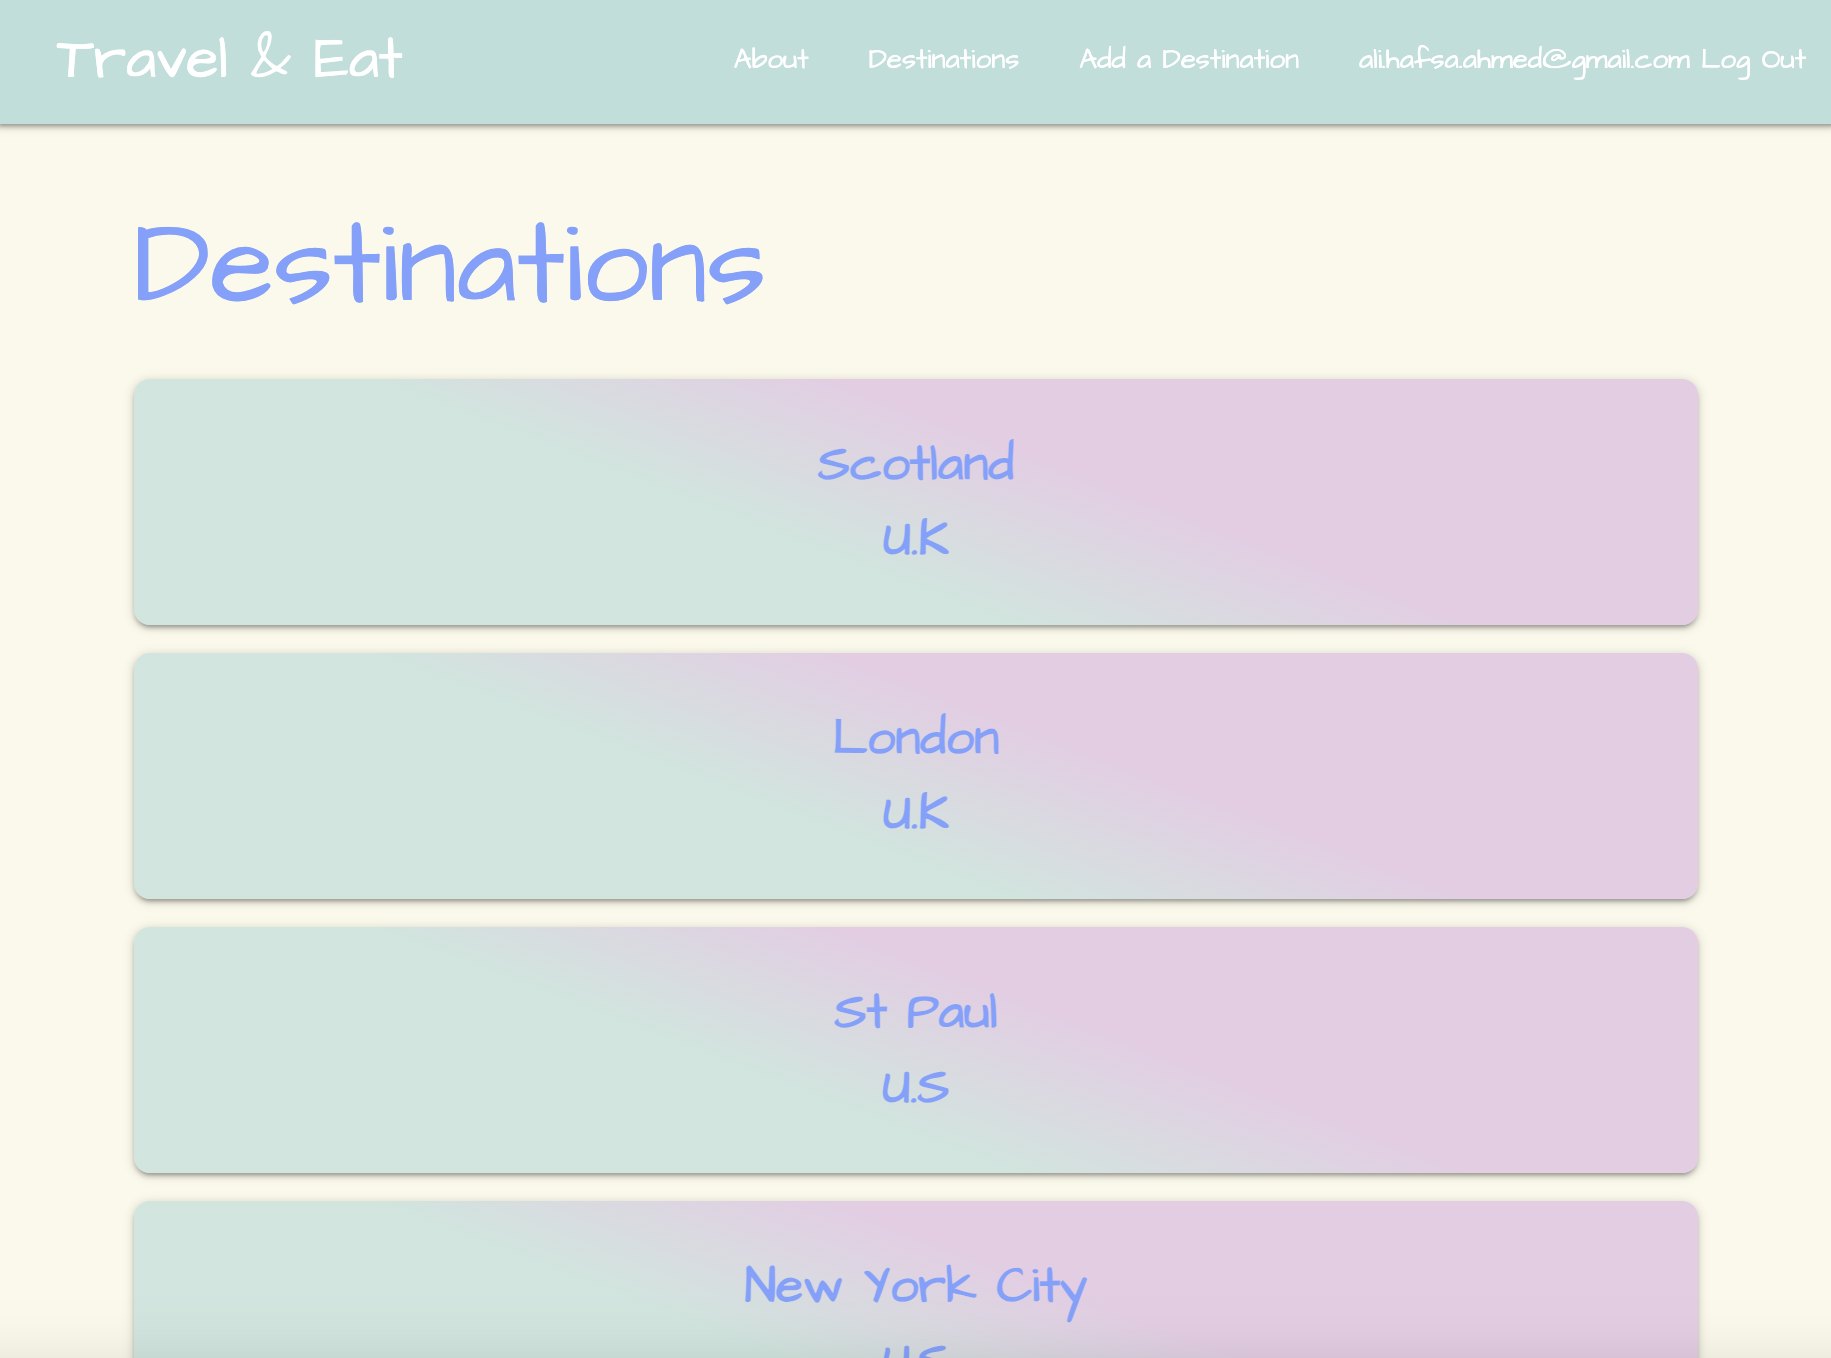 Travel & Eat
About Destinations Add a Destination ali.hafsa.ahmed@gmail.com Log Out
Destinations
Scotland
U.K
London
U.K
St Paul
U.S
New York City
U.S